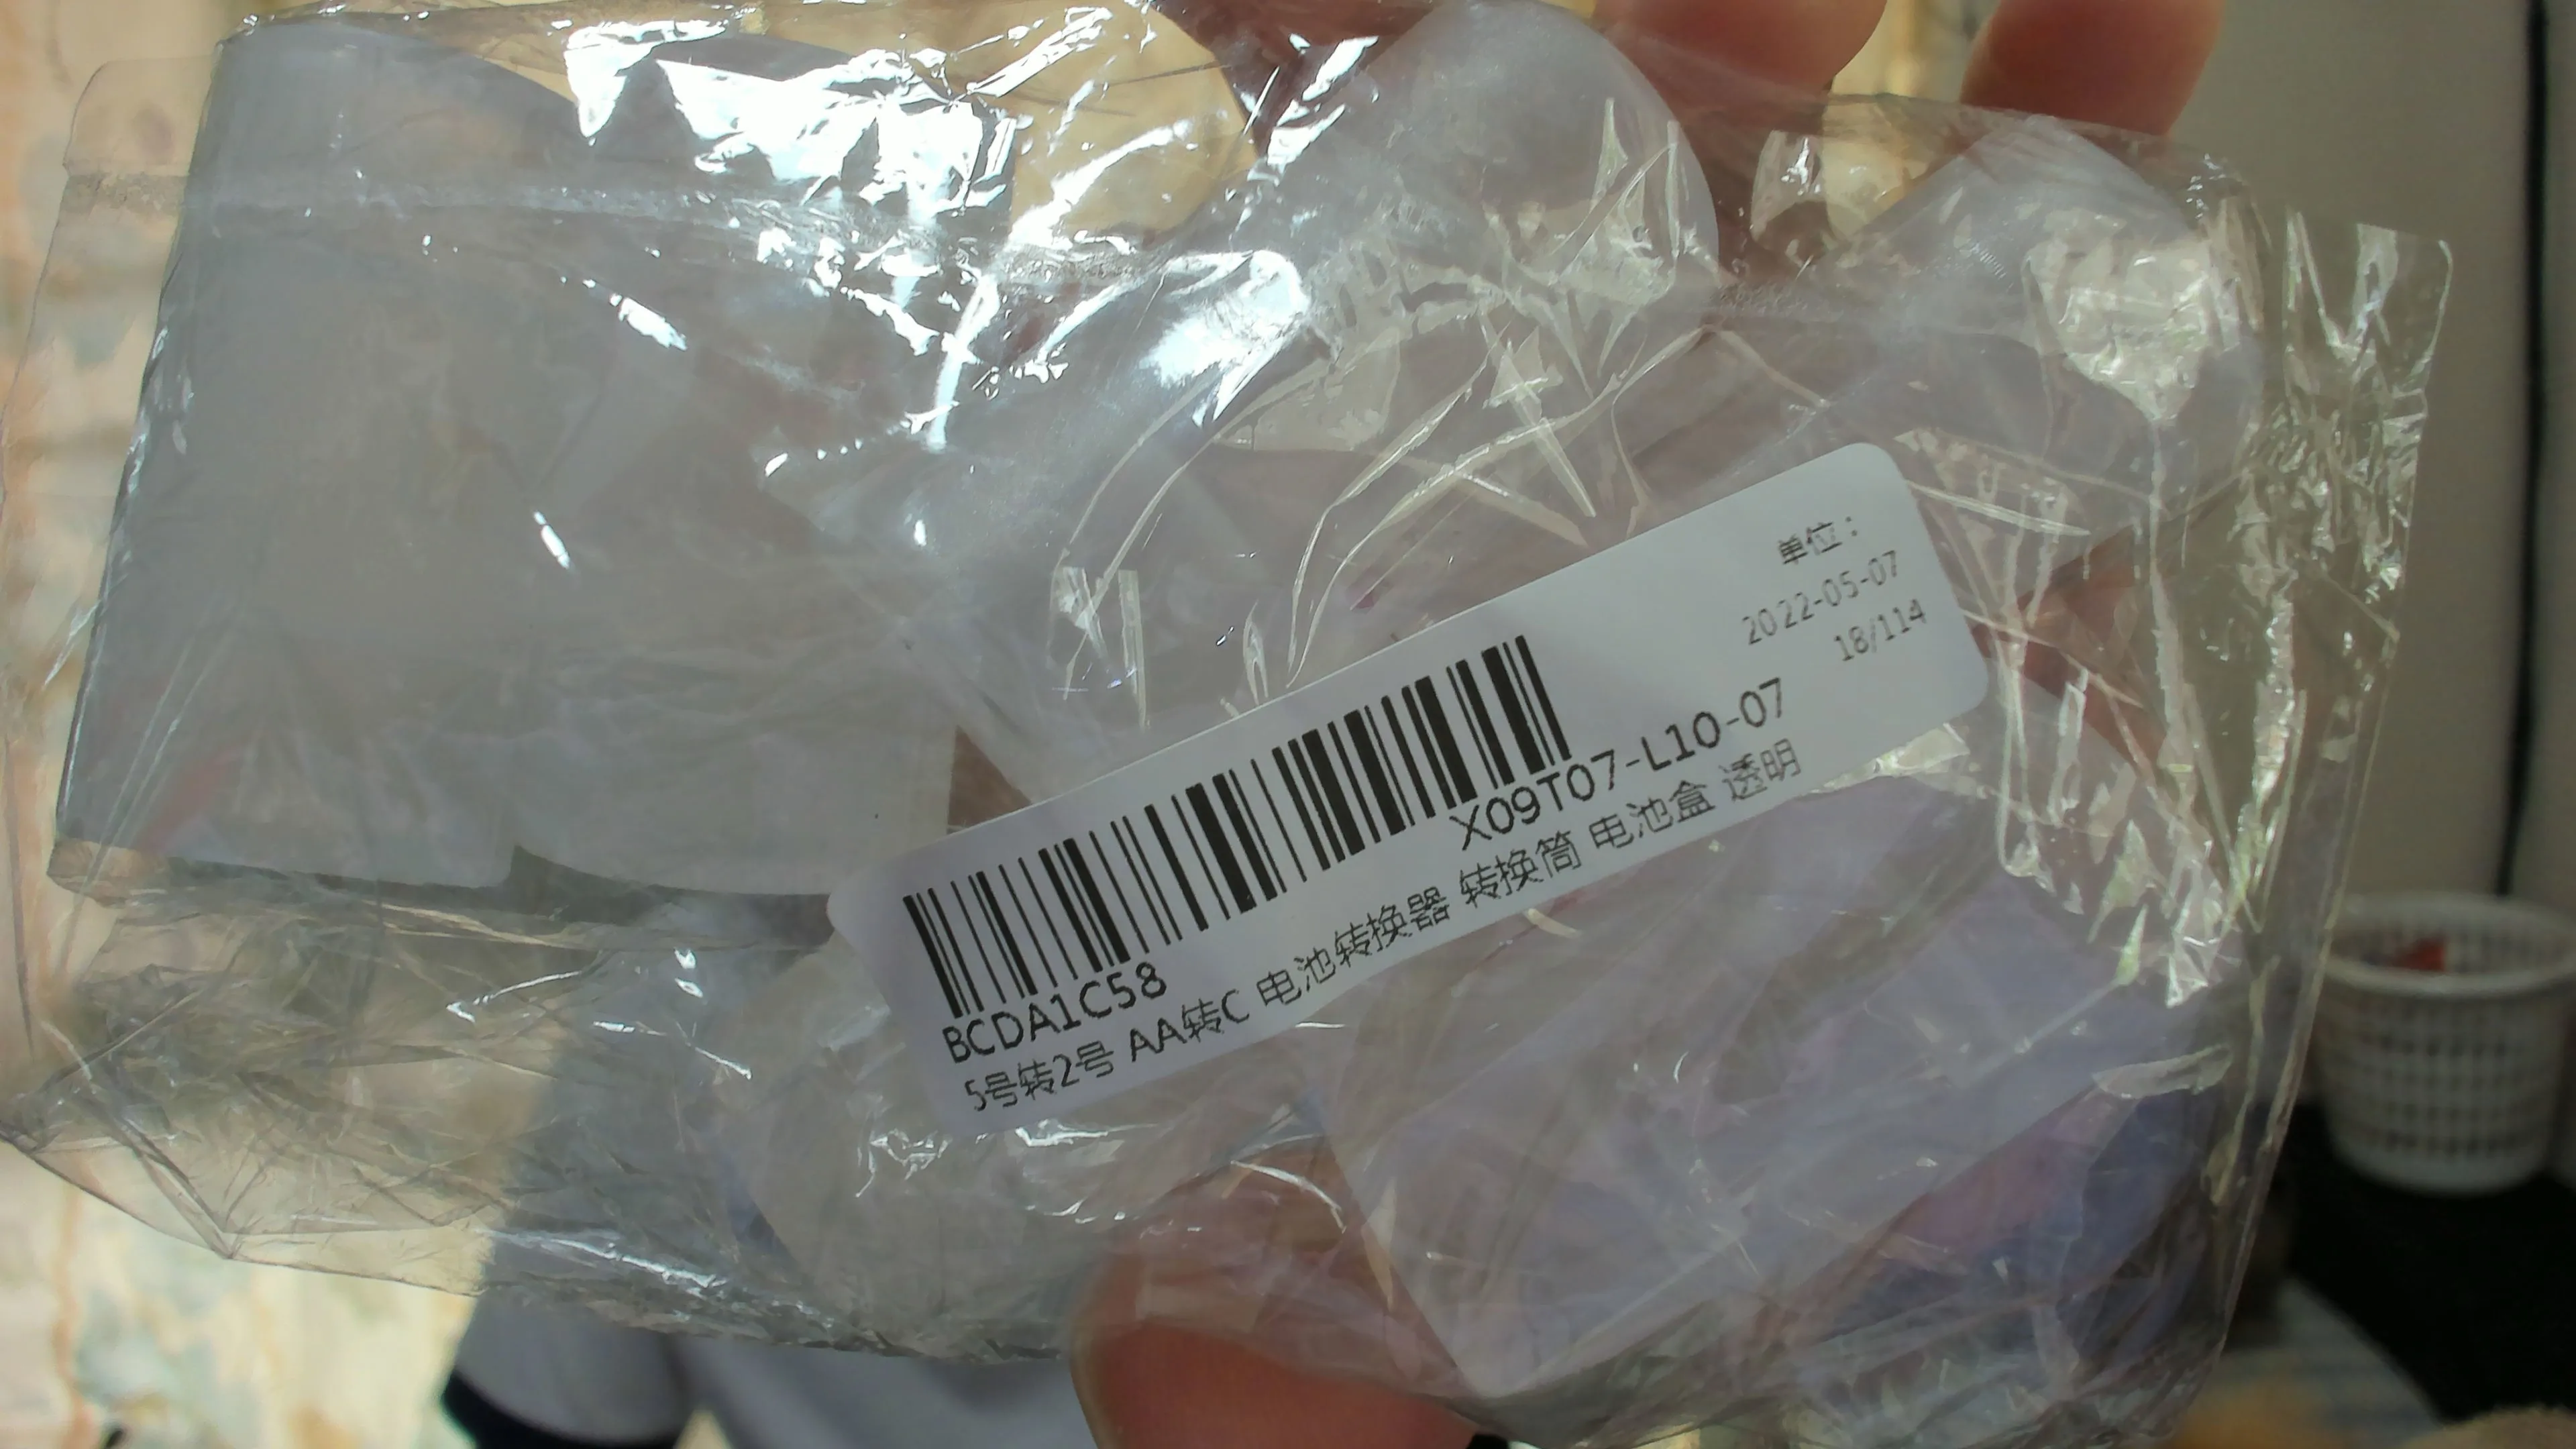 单位：
2022-05-07
18/114
X09T07-L10-07
BCDA1C58
5号转2号 AA转C 电池转换器 转换筒 电池盒 透明